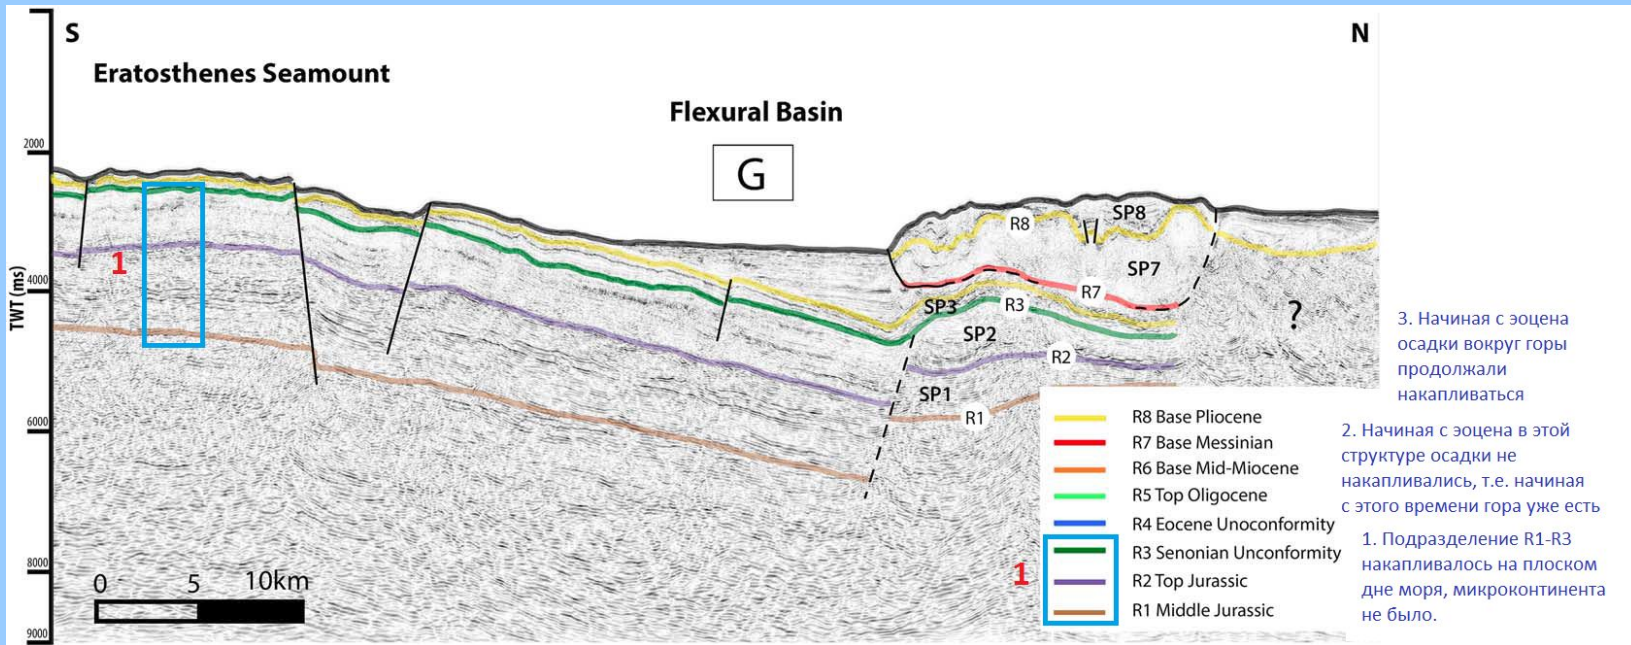 S
N
Eratosthenes Seamount
Flexural Basin
G
2000
4000
6000
8000
9000
TWT (ms)
1
R8
SP8
SP7
R7
SP3
R3
SP2
R2
SP1
R1
?
0 5 10km
1
R8 Base Pliocene
R7 Base Messinian
R6 Base Mid-Miocene
R5 Top Oligocene
R4 Eocene Unoconformity
R3 Senonian Unconformity
R2 Top Jurassic
R1 Middle Jurassic
3. Начиная с эоцена
осадки вокруг горы
продолжали
накапливаться
2. Начиная с эоцена в этой
структуре осадки не
накапливались, т.е. начиная
с этого времени гора уже есть
1. Подразделение R1-R3
накапливалось на плоском
дне моря, микроконтинента
не было.